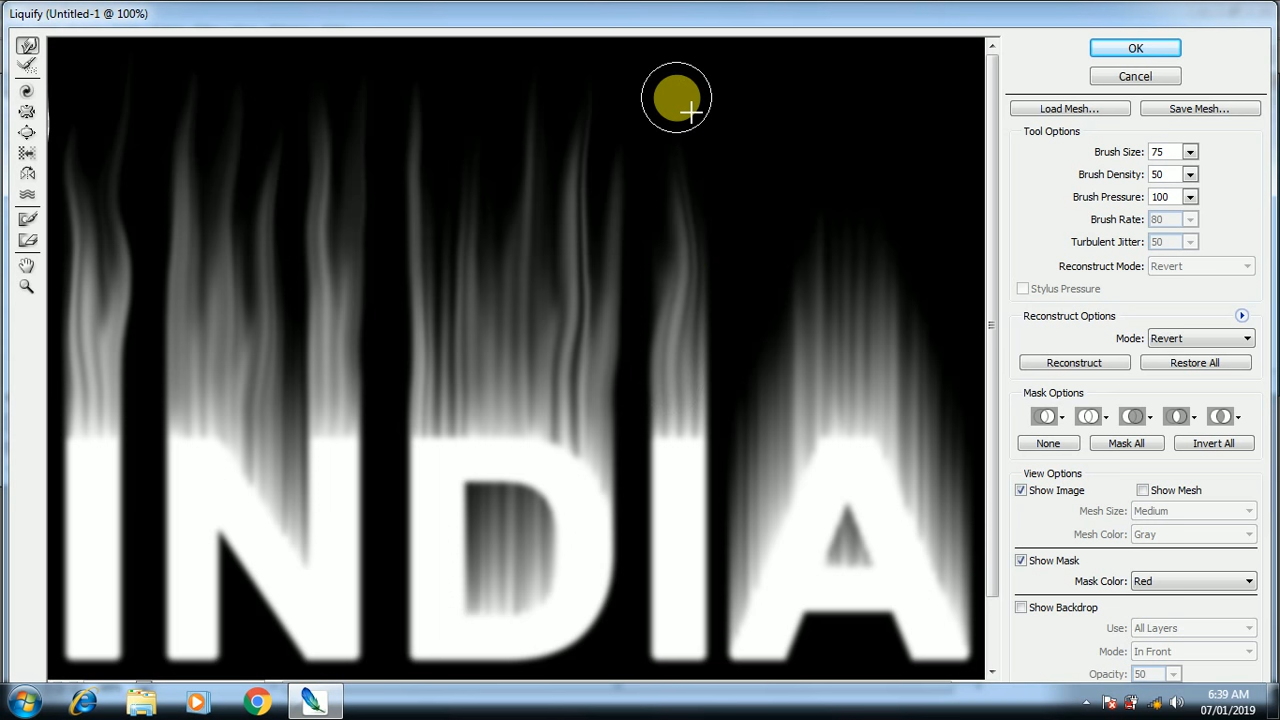 Liquify (Untitled-1 @ 100%)
OK
Cancel
Load Mesh... Save Mesh...
Tool Options
Brush Size: 75
Brush Density: 50
Brush Pressure: 100
Brush Rate: 80
Turbulent Jitter: 50
Reconstruct Mode: Revert
Stylus Pressure
Reconstruct Options
Mode: Revert
Reconstruct Restore All
Mask Options
None Mask All Invert All
View Options
Show Image Show Mesh
Mesh Size: Medium
Mesh Color: Gray
Show Mask
Mask Color: Red
Show Backdrop
Use: All Layers
Mode: In Front
Opacity: 50
INDIA
6:39 AM
07/01/2019